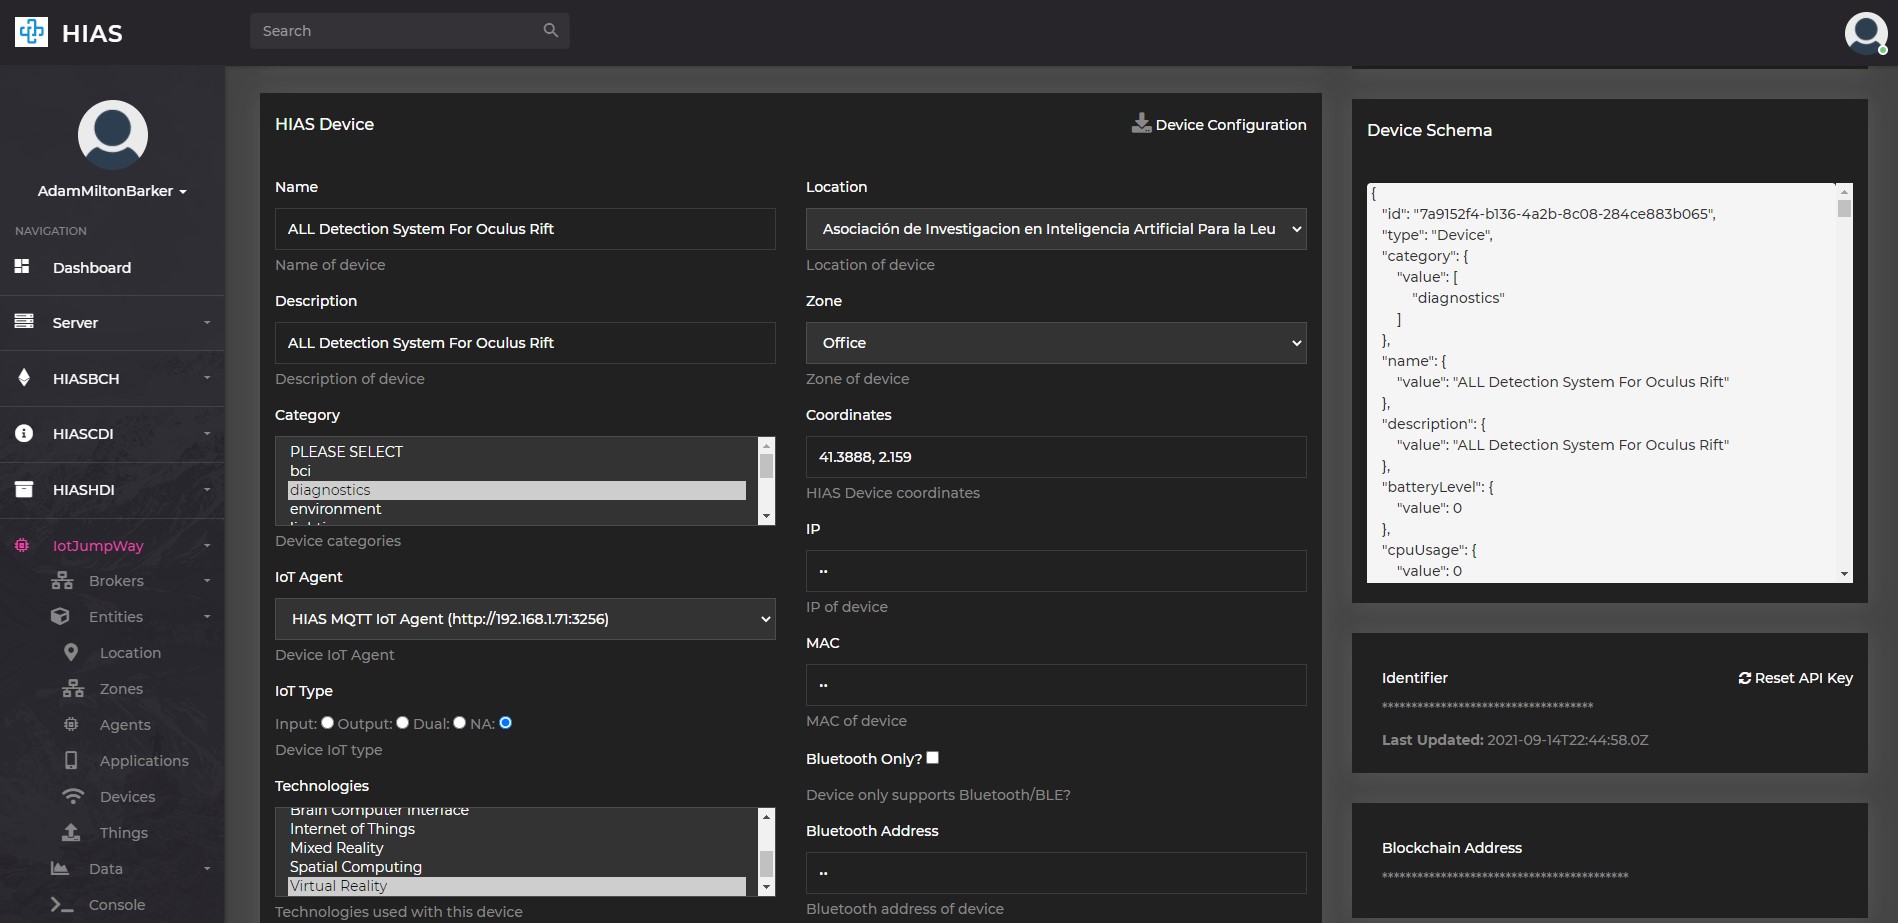 HIAS
Search
AdamMiltonBarker
NAVIGATION
Dashboard
Server
HIASBCH
HIASCDI
HIASHDI
IotJumpWay
Brokers
Entities
Location
Zones
Agents
Applications
Devices
Things
Data
Console
HIAS Device
Device Configuration
Name
ALL Detection System For Oculus Rift
Name of device
Description
ALL Detection System For Oculus Rift
Description of device
Category
PLEASE SELECT
bci
diagnostics
environment
Device categories
IoT Agent
HIAS MQTT IoT Agent (http://192.168.1.71:3256)
Device IoT Agent
IoT Type
Input: Output: Dual: NA:
Device IoT type
Technologies
Brain Computer Interface
Internet of Things
Mixed Reality
Spatial Computing
Virtual Reality
Technologies used with this device
Location
Asociación de Investigacion en Inteligencia Artificial Para la Leu
Location of device
Zone
Office
Zone of device
Coordinates
41.3888, 2.159
HIAS Device coordinates
IP
••
IP of device
MAC
••
MAC of device
Bluetooth Only?
Device only supports Bluetooth/BLE?
Bluetooth Address
••
Bluetooth address of device
Device Schema
{
"id": "7a9152f4-b136-4a2b-8c08-284ce883b065",
"type": "Device",
"category": {
"value": [
"diagnostics"
]
},
"name": {
"value": "ALL Detection System For Oculus Rift"
},
"description": {
"value": "ALL Detection System For Oculus Rift"
},
"batteryLevel": {
"value": 0
},
"cpuUsage": {
"value": 0
Identifier
Reset API Key
************************************
Last Updated: 2021-09-14T22:44:58.0Z
Blockchain Address
******************************************